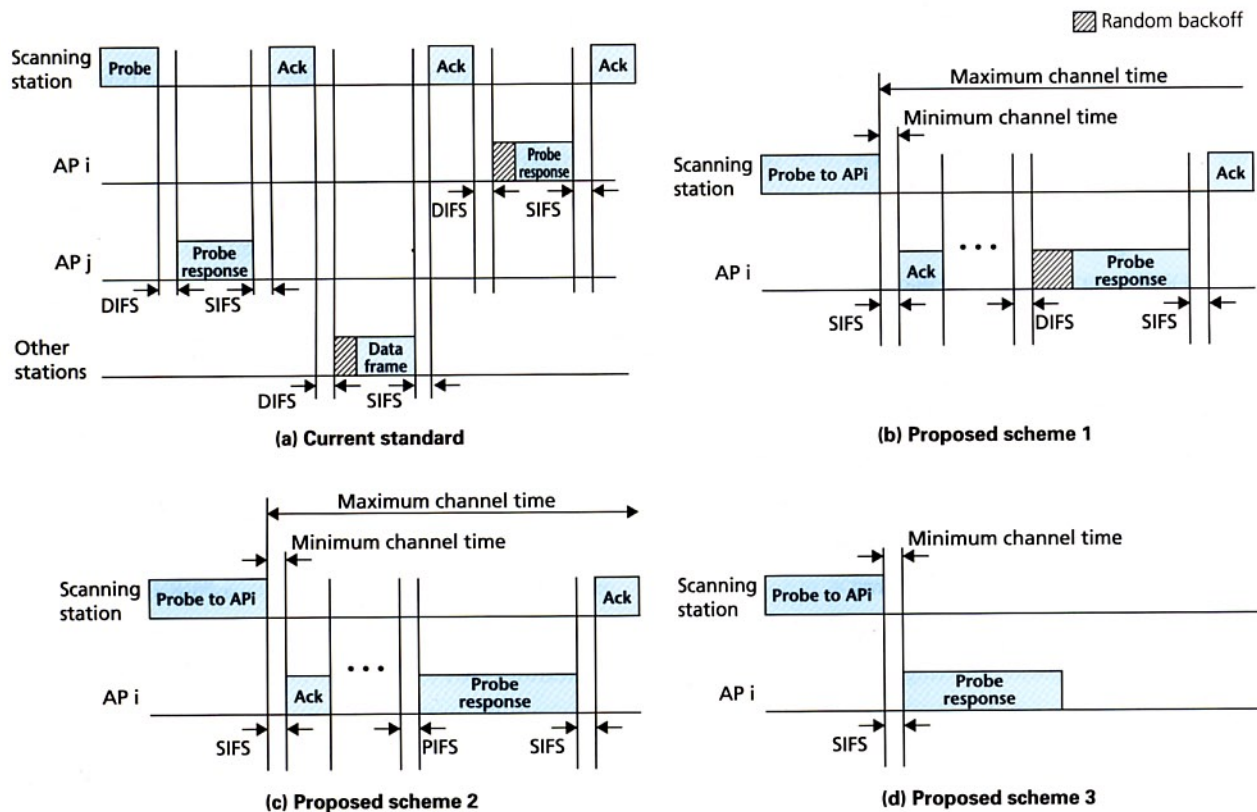 Random backoff
Scanning
station
Probe
Ack
Ack
Ack
AP i
Probe
response
DIFS
SIFS
AP j
Probe
response
DIFS
SIFS
Other
stations
Data
frame
DIFS
SIFS
(a) Current standard
Maximum channel time
Minimum channel time
Scanning
station
Probe to APi
Ack
AP i
Ack
• • •
Probe
response
SIFS
DIFS
SIFS
(b) Proposed scheme 1
Maximum channel time
Minimum channel time
Scanning
station
Probe to APi
Ack
AP i
Ack
• • •
Probe
response
SIFS
PIFS
SIFS
(c) Proposed scheme 2
Minimum channel time
Scanning
station
Probe to APi
AP i
Probe
response
SIFS
(d) Proposed scheme 3